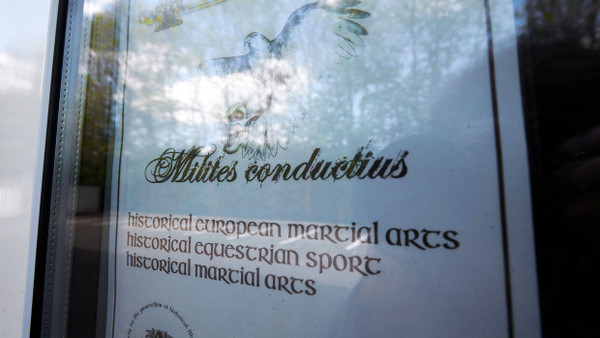 Milites conductius
historical european martial arts
historical equestrian sport
historical martial arts